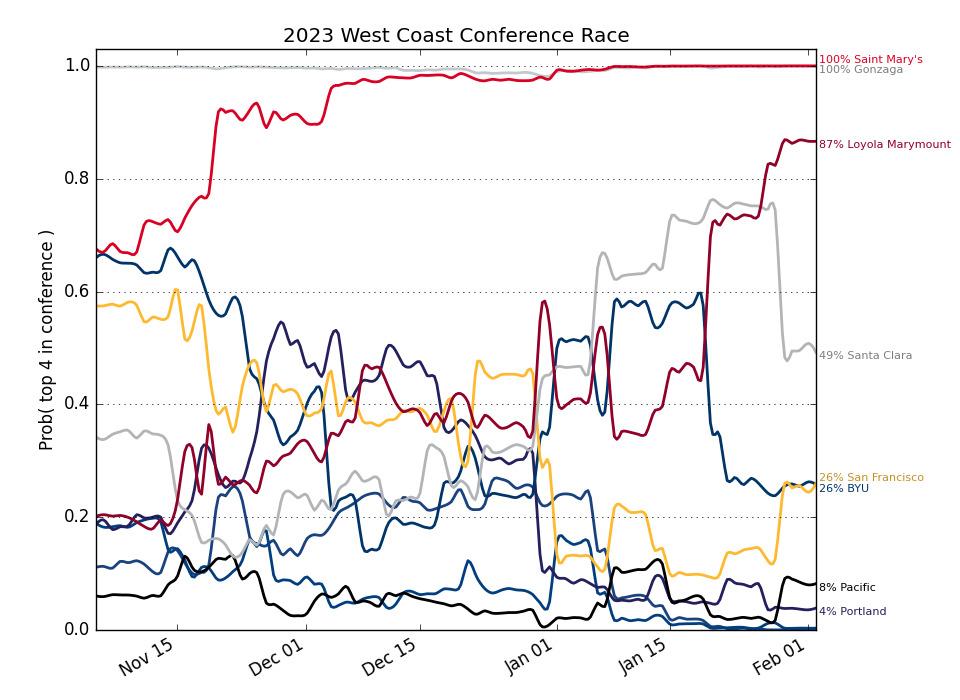 2023 West Coast Conference Race
Prob( top 4 in conference )
1.0
0.8
0.6
0.4
0.2
0.0
Nov 15
Dec 01
Dec 15
Jan 01
Jan 15
Feb 01
100% Saint Mary's
100% Gonzaga
87% Loyola Marymount
49% Santa Clara
26% San Francisco
26% BYU
8% Pacific
4% Portland